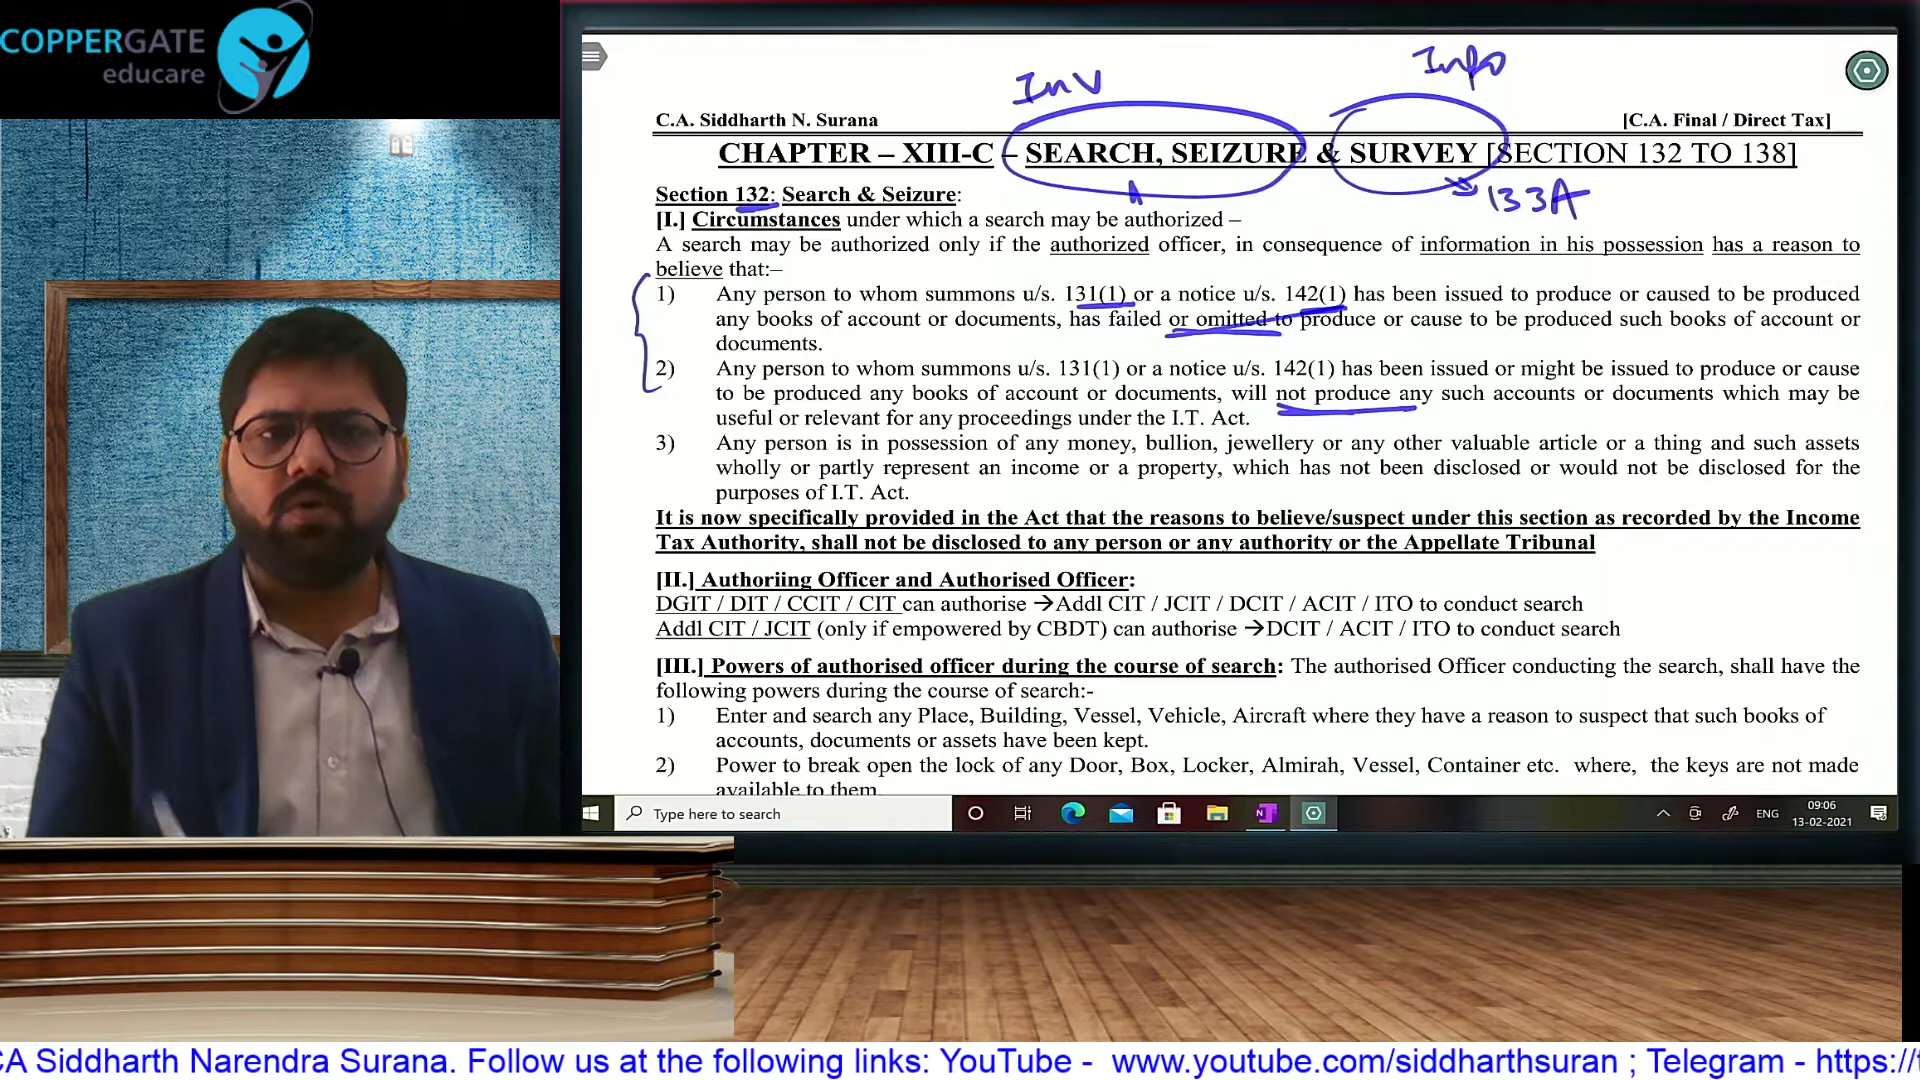 COPPERGATE
educare
Inv
Info
C.A. Siddharth N. Surana
[C.A. Final / Direct Tax]
CHAPTER – XIII-C – SEARCH, SEIZURE & SURVEY [SECTION 132 TO 138]
133A
Section 132: Search & Seizure:
[I.] Circumstances under which a search may be authorized –
A search may be authorized only if the authorized officer, in consequence of information in his possession has a reason to
believe that:–
1) Any person to whom summons u/s. 131(1) or a notice u/s. 142(1) has been issued to produce or caused to be produced
any books of account or documents, has failed or omitted to produce or cause to be produced such books of account or
documents.
2) Any person to whom summons u/s. 131(1) or a notice u/s. 142(1) has been issued or might be issued to produce or cause
to be produced any books of account or documents, will not produce any such accounts or documents which may be
useful or relevant for any proceedings under the I.T. Act.
3) Any person is in possession of any money, bullion, jewellery or any other valuable article or a thing and such assets
wholly or partly represent an income or a property, which has not been disclosed or would not be disclosed for the
purposes of I.T. Act.
It is now specifically provided in the Act that the reasons to believe/suspect under this section as recorded by the Income
Tax Authority, shall not be disclosed to any person or any authority or the Appellate Tribunal
[II.] Authoriing Officer and Authorised Officer:
DGIT / DIT / CCIT / CIT can authorise →Addl CIT / JCIT / DCIT / ACIT / ITO to conduct search
Addl CIT / JCIT (only if empowered by CBDT) can authorise →DCIT / ACIT / ITO to conduct search
[III.] Powers of authorised officer during the course of search: The authorised Officer conducting the search, shall have the
following powers during the course of search:-
1) Enter and search any Place, Building, Vessel, Vehicle, Aircraft where they have a reason to suspect that such books of
accounts, documents or assets have been kept.
2) Power to break open the lock of any Door, Box, Locker, Almirah, Vessel, Container etc. where, the keys are not made
available to them.
Type here to search
ENG
09:06
13-02-2021
CA Siddharth Narendra Surana. Follow us at the following links: YouTube - www.youtube.com/siddharthsuran ; Telegram - https://t